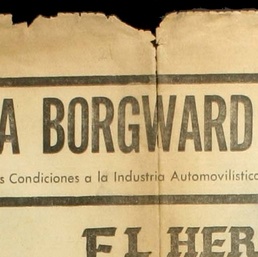 A BORGWARD
s Condiciones a la Industria Automovilística
EL HER